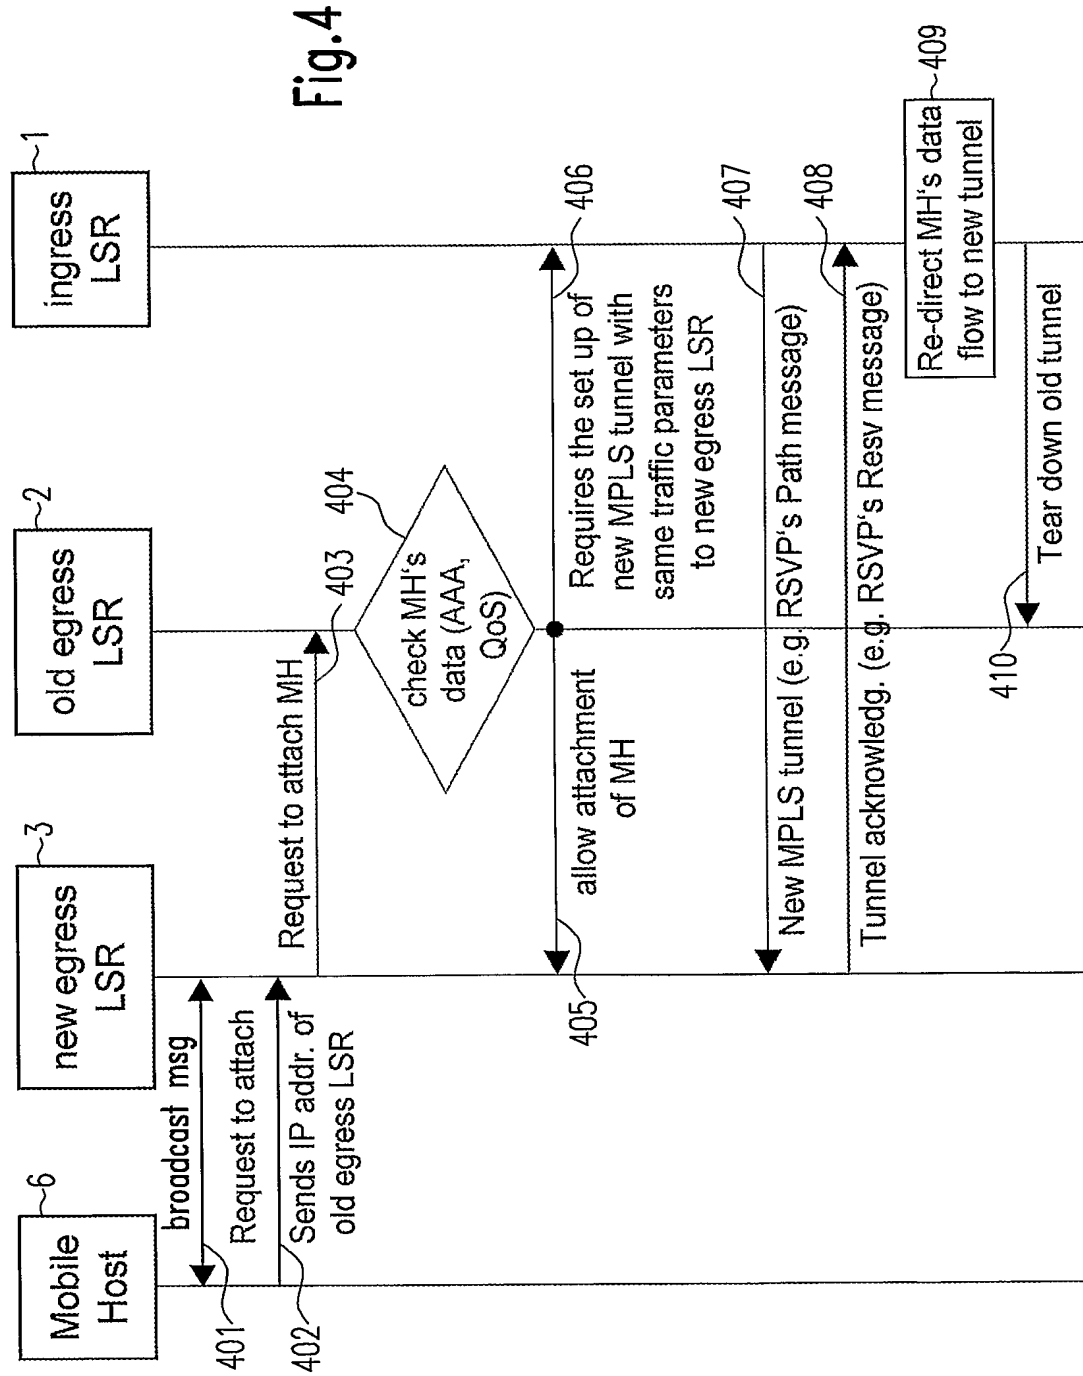 Fig.4
Mobile
Host
6
new egress
LSR
3
old egress
LSR
2
ingress
LSR
1
broadcast msg
401
Request to attach
Sends IP addr. of
old egress LSR
402
Request to attach MH
403
check MH's
data (AAA,
QoS)
404
allow attachment
of MH
405
Requires the set up of
new MPLS tunnel with
same traffic parameters
to new egress LSR
406
New MPLS tunnel (e.g. RSVP's Path message)
407
Tunnel acknowledg. (e.g. RSVP's Resv message)
408
Re-direct MH's data
flow to new tunnel
409
Tear down old tunnel
410